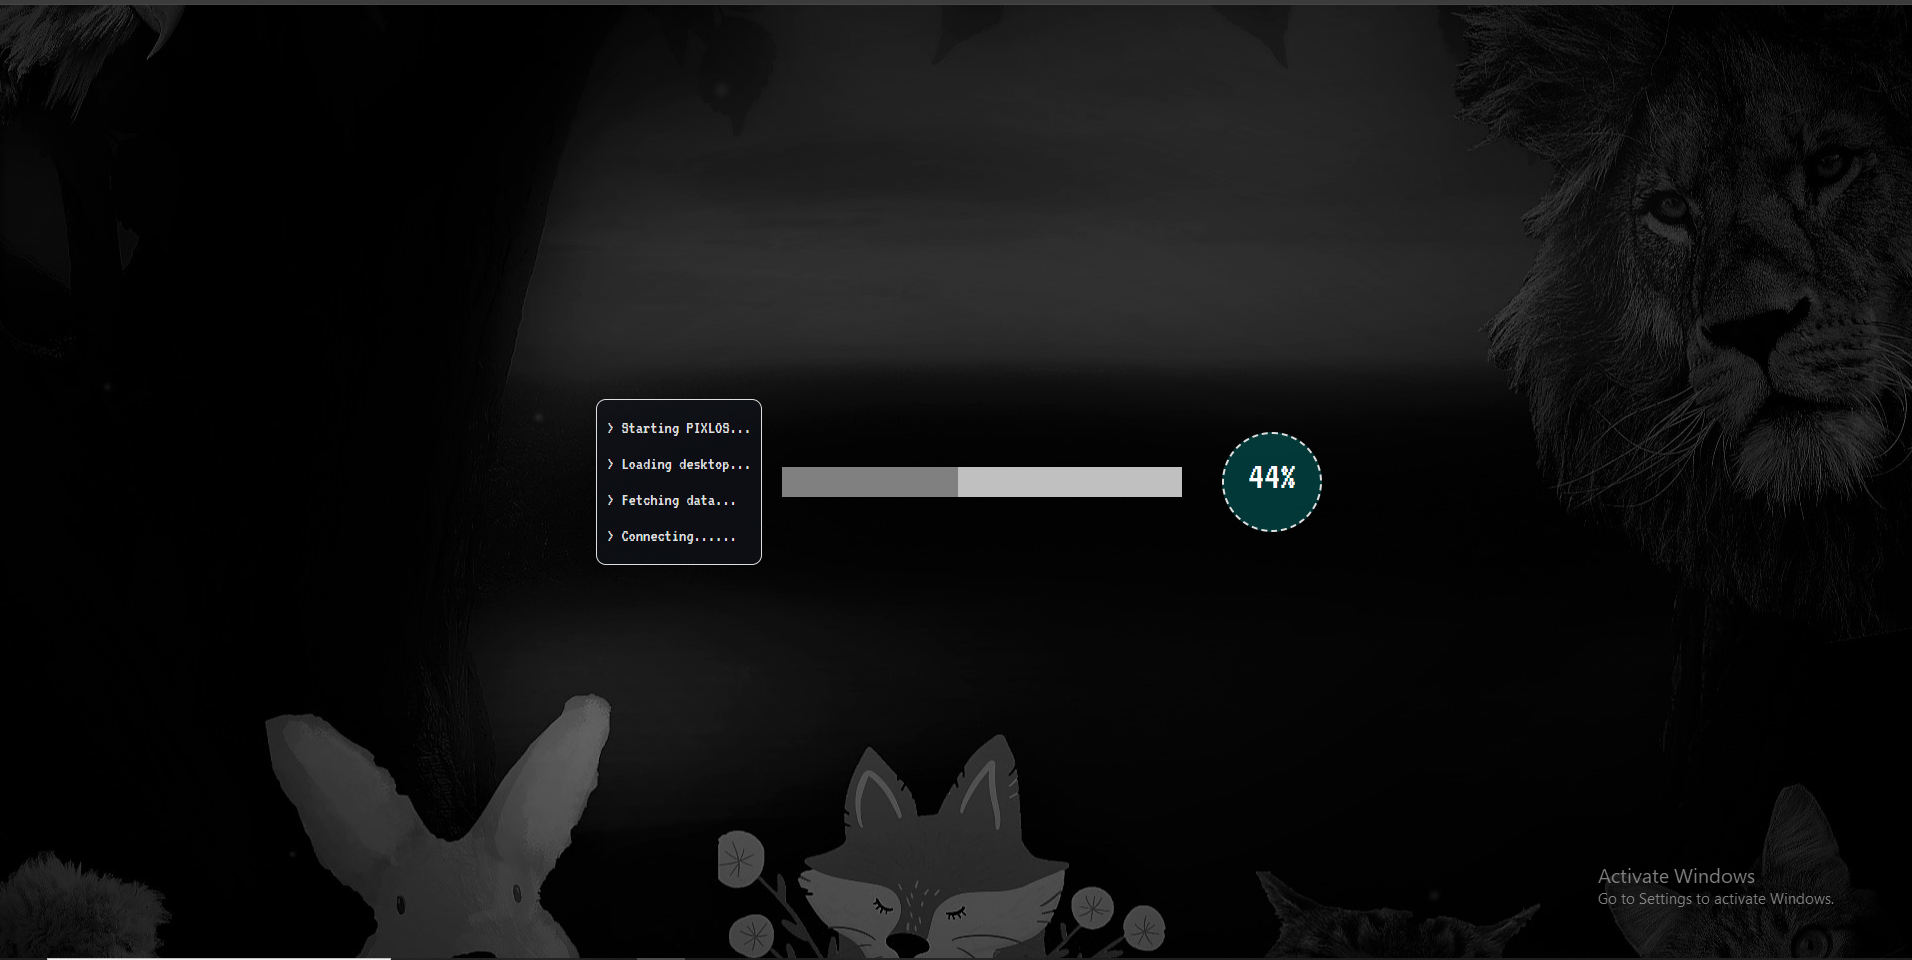 > Starting PIXLOS...
> Loading desktop...
> Fetching data...
> Connecting......
44%
Activate Windows
Go to Settings to activate Windows.